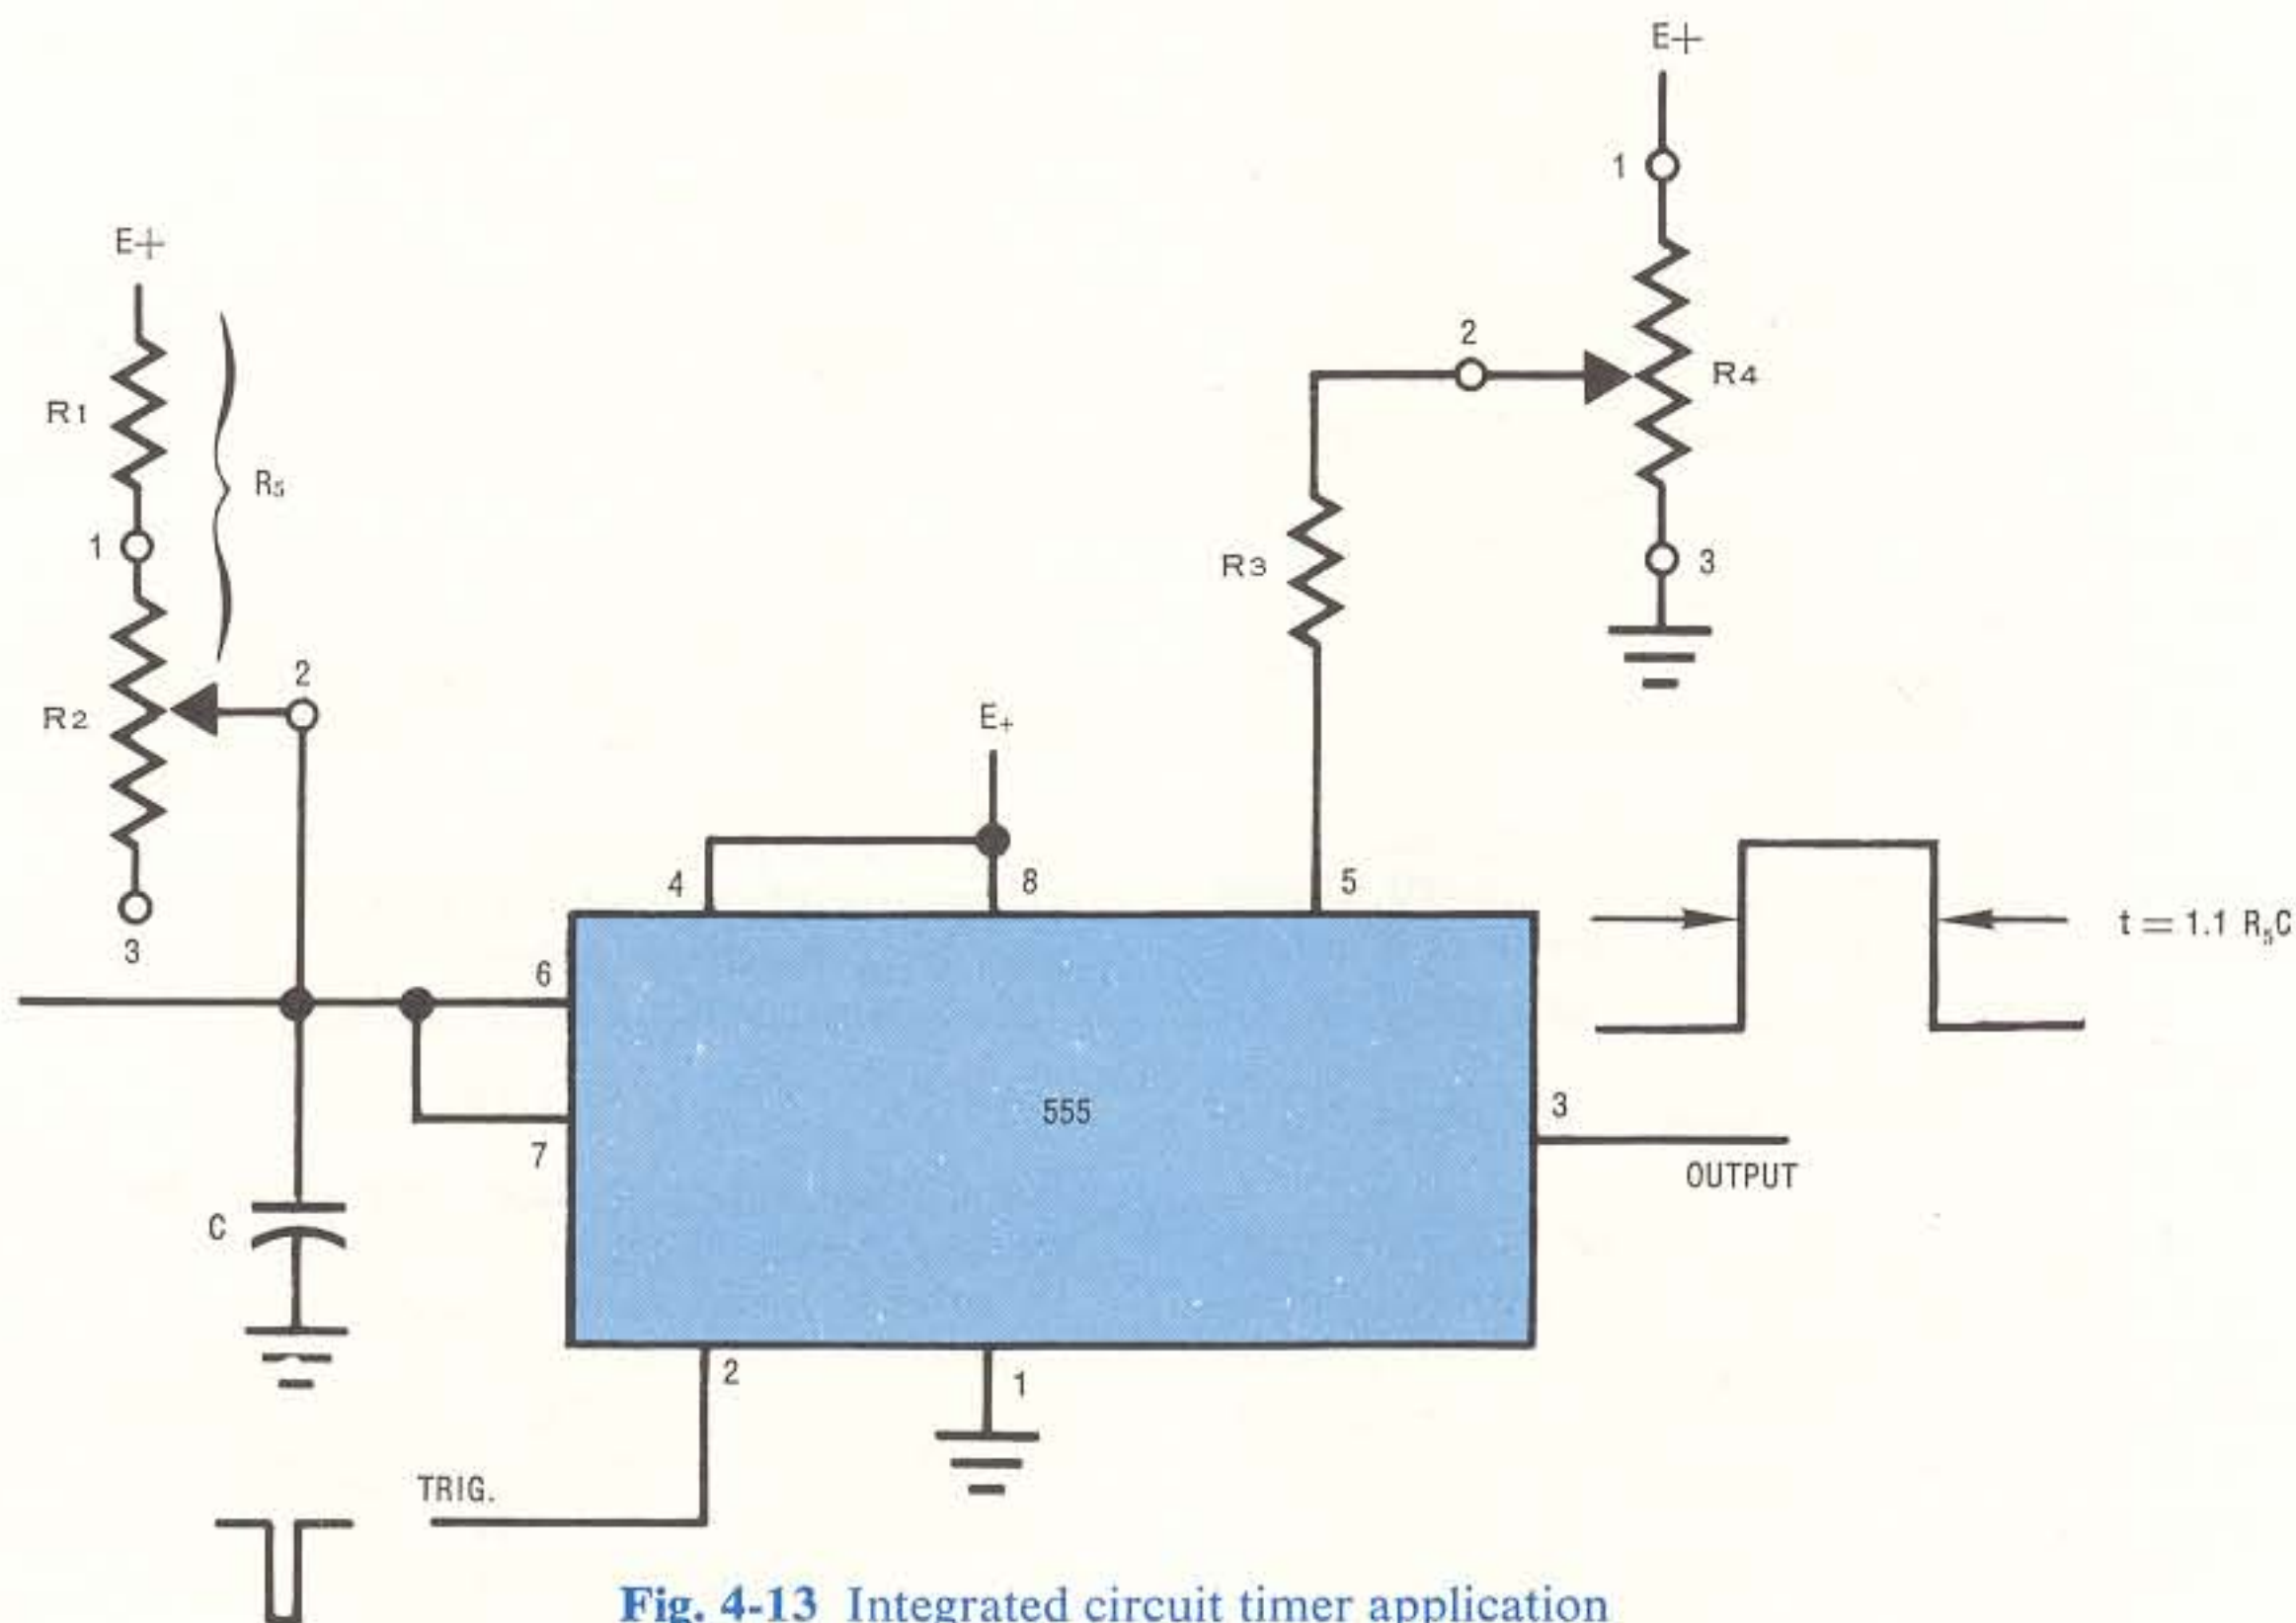 E+
1
E+
2
R4
R1
R5
1
R3
3
2
R2
E+
4
8
5
3
6
t = 1.1 R5C
555
3
7
OUTPUT
C
2
1
TRIG.
Fig. 4-13 Integrated circuit timer application